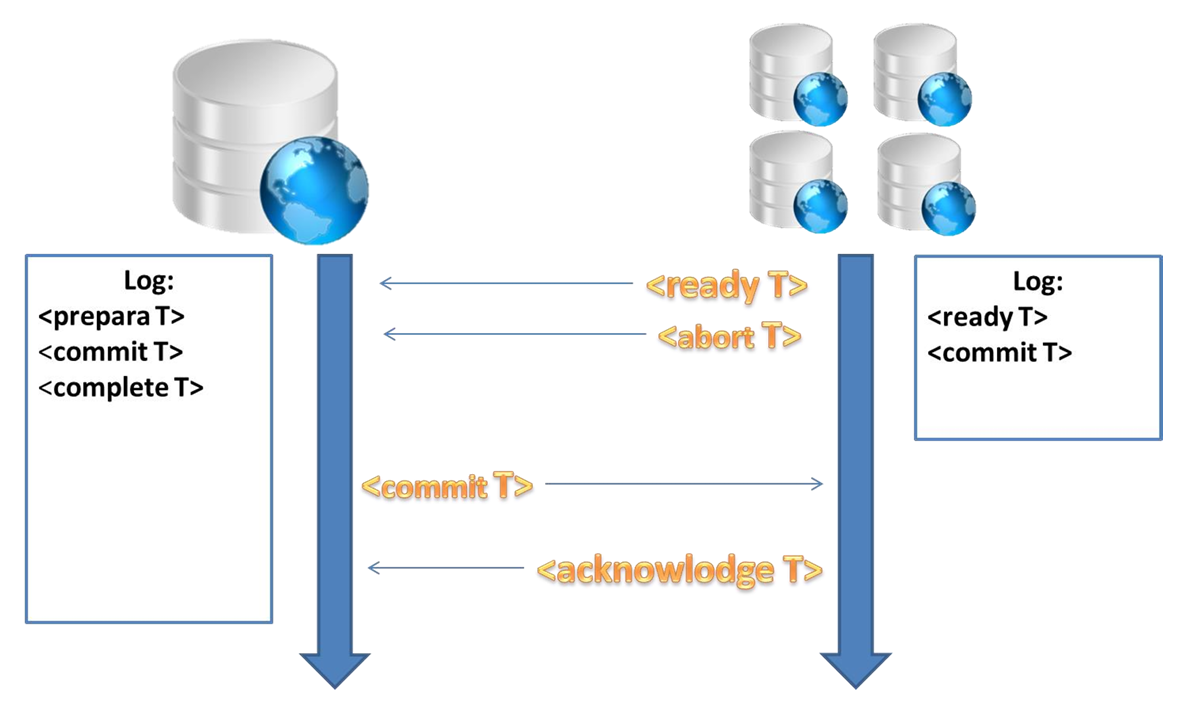 Log:
<prepara T>
<commit T>
<complete T>
<ready T>
<abort T>
<commit T>
<acknowlodge T>
Log:
<ready T>
<commit T>